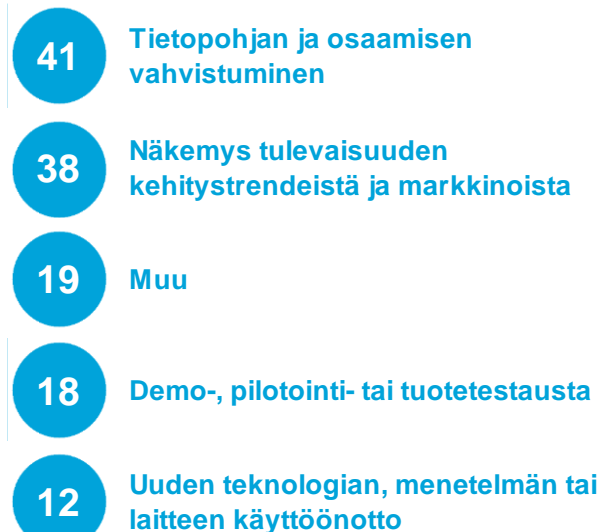 41
Tietopohjan ja osaamisen
vahvistuminen
38
Näkemys tulevaisuuden
kehitystrendeistä ja markkinoista
19
Muu
18
Demo-, pilotointi- tai tuotetestausta
12
Uuden teknologian, menetelmän tai
laitteen käyttöönotto